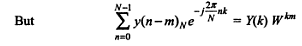 But $\sum_{n=0}^{N-1} y(n-m)_N e^{-j\frac{2\pi}{N}nk} = Y(k)\, W^{km}$